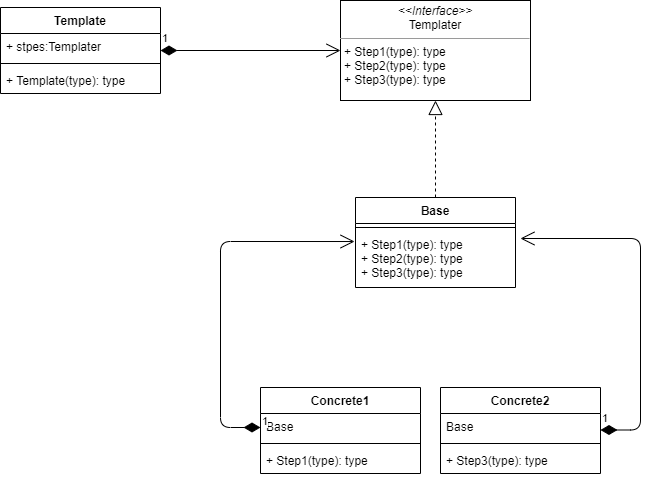 Template
+ stpes:Templater
+ Template(type): type
1
<<Interface>>
Templater
+ Step1(type): type
+ Step2(type): type
+ Step3(type): type
Base
+ Step1(type): type
+ Step2(type): type
+ Step3(type): type
Concrete1
1
Base
+ Step1(type): type
Concrete2
Base
1
+ Step3(type): type